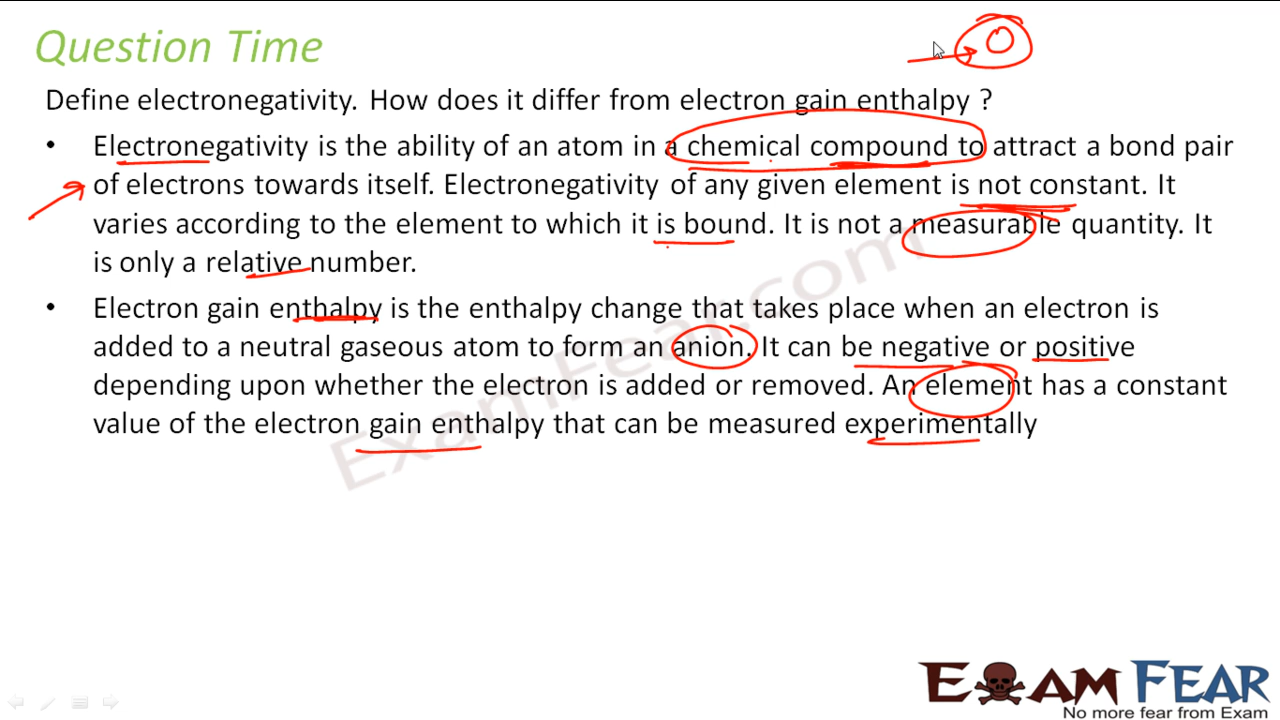 Question Time
Define electronegativity. How does it differ from electron gain enthalpy ?
• Electronegativity is the ability of an atom in a chemical compound to attract a bond pair
of electrons towards itself. Electronegativity of any given element is not constant. It
varies according to the element to which it is bound. It is not a measurable quantity. It
is only a relative number.
• Electron gain enthalpy is the enthalpy change that takes place when an electron is
added to a neutral gaseous atom to form an anion. It can be negative or positive
depending upon whether the electron is added or removed. An element has a constant
value of the electron gain enthalpy that can be measured experimentally
ExamFear.com
EXAM FEAR
No more fear from Exam